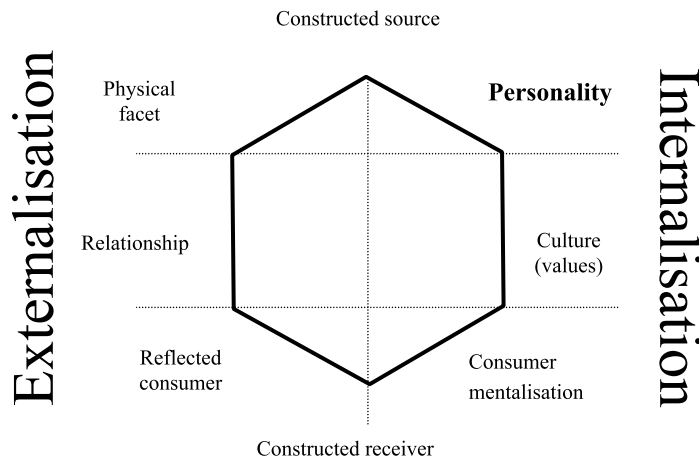 Constructed source
Externalisation
Internalisation
Physical
facet
Personality
Relationship
Culture
(values)
Reflected
consumer
Consumer
mentalisation
Constructed receiver